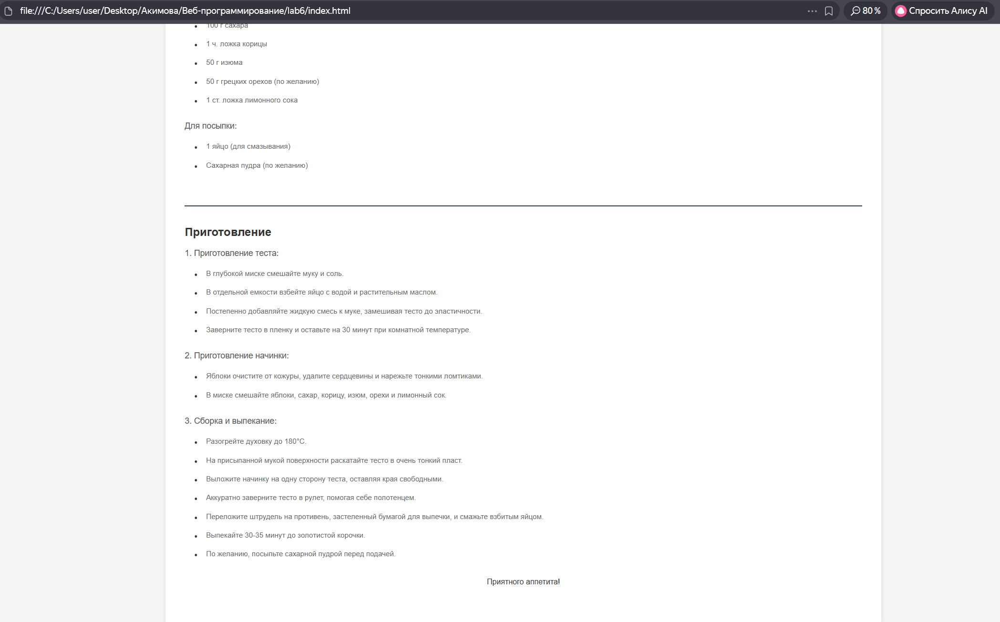 file:///C:/Users/user/Desktop/Акимова/Веб-программирование/lab6/index.html
80 %
Спросить Алису AI
100 г сахара
1 ч. ложка корицы
50 г изюма
50 г грецких орехов (по желанию)
1 ст. ложка лимонного сока
Для посыпки:
1 яйцо (для смазывания)
Сахарная пудра (по желанию)
Приготовление
1. Приготовление теста:
В глубокой миске смешайте муку и соль.
В отдельной емкости взбейте яйцо с водой и растительным маслом.
Постепенно добавляйте жидкую смесь к муке, замешивая тесто до эластичности.
Заверните тесто в пленку и оставьте на 30 минут при комнатной температуре.
2. Приготовление начинки:
Яблоки очистите от кожуры, удалите сердцевины и нарежьте тонкими ломтиками.
В миске смешайте яблоки, сахар, корицу, изюм, орехи и лимонный сок.
3. Сборка и выпекание:
Разогрейте духовку до 180°C.
На присыпанной мукой поверхности раскатайте тесто в очень тонкий пласт.
Выложите начинку на одну сторону теста, оставляя края свободными.
Аккуратно заверните тесто в рулет, помогая себе полотенцем.
Переложите штрудель на противень, застеленный бумагой для выпечки, и смажьте взбитым яйцом.
Выпекайте 30-35 минут до золотистой корочки.
По желанию, посыпьте сахарной пудрой перед подачей.
Приятного аппетита!